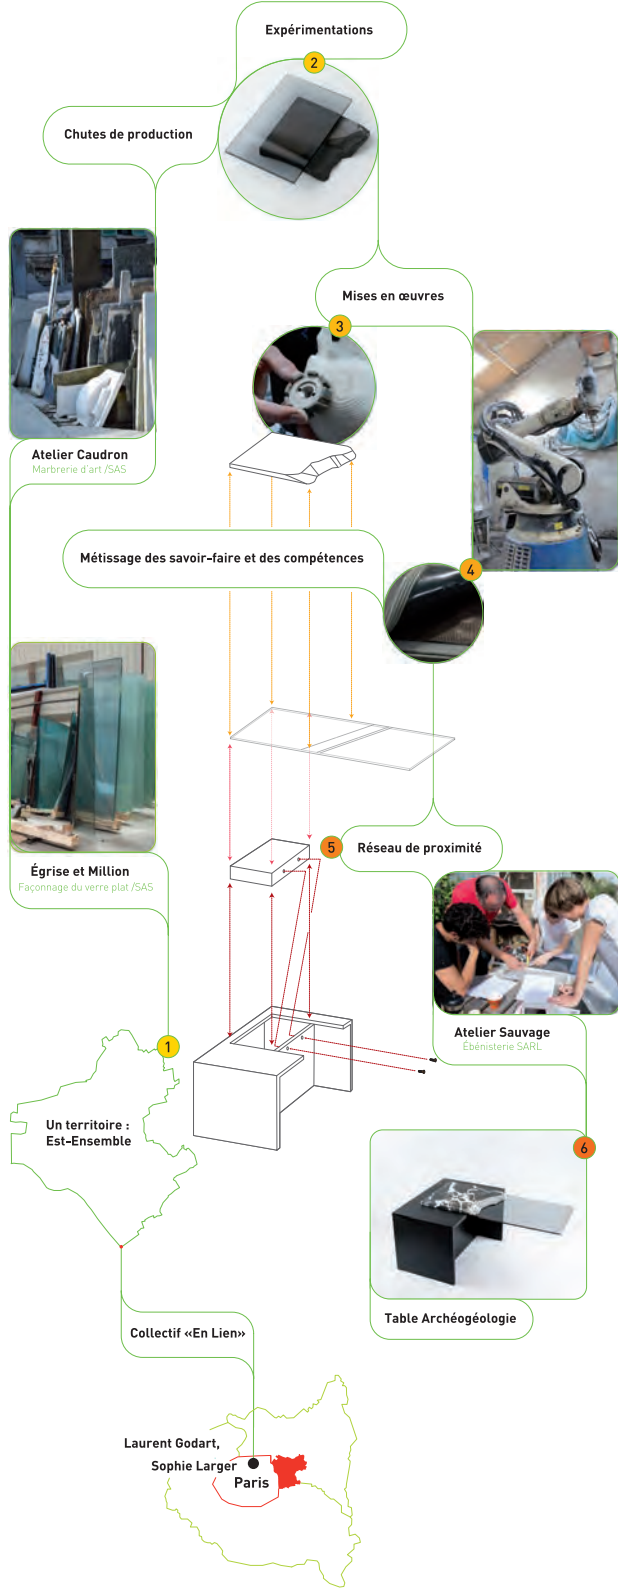 Expérimentations
2
Chutes de production
Mises en œuvres
3
Atelier Caudron
Marbrerie d'art /SAS
Métissage des savoir-faire et des compétences
4
5
Réseau de proximité
Égrise et Million
Façonnage du verre plat /SAS
Atelier Sauvage
Ébénisterie SARL
1
Un territoire :
Est-Ensemble
6
Table Archéogéologie
Collectif «En Lien»
Laurent Godart,
Sophie Larger
Paris